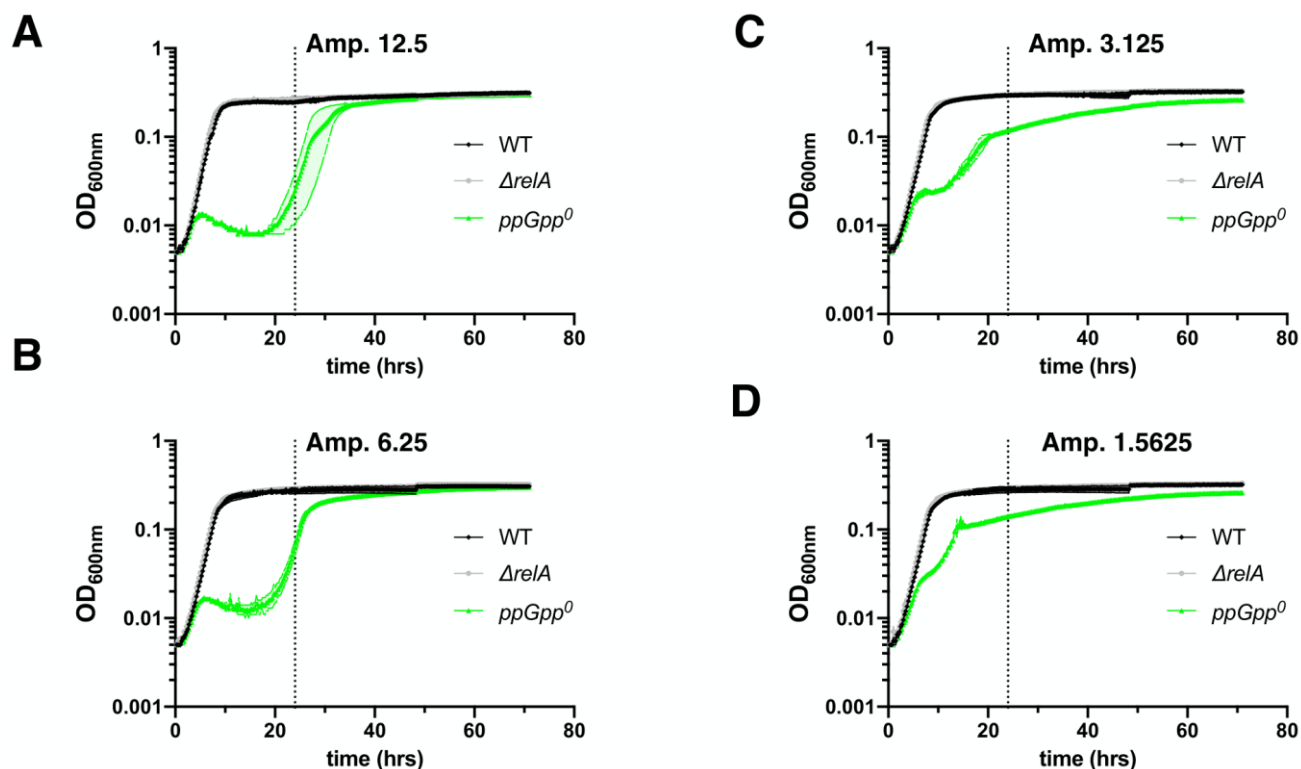 A
Amp. 12.5
1
0.1
0.01
0.001
OD600nm
WT
ΔrelA
ppGpp0
0
20
40
60
80
time (hrs)
B
Amp. 6.25
1
0.1
0.01
0.001
OD600nm
WT
ΔrelA
ppGpp0
0
20
40
60
80
time (hrs)
C
Amp. 3.125
1
0.1
0.01
0.001
OD600nm
WT
ΔrelA
ppGpp0
0
20
40
60
80
time (hrs)
D
Amp. 1.5625
1
0.1
0.01
0.001
OD600nm
WT
ΔrelA
ppGpp0
0
20
40
60
80
time (hrs)